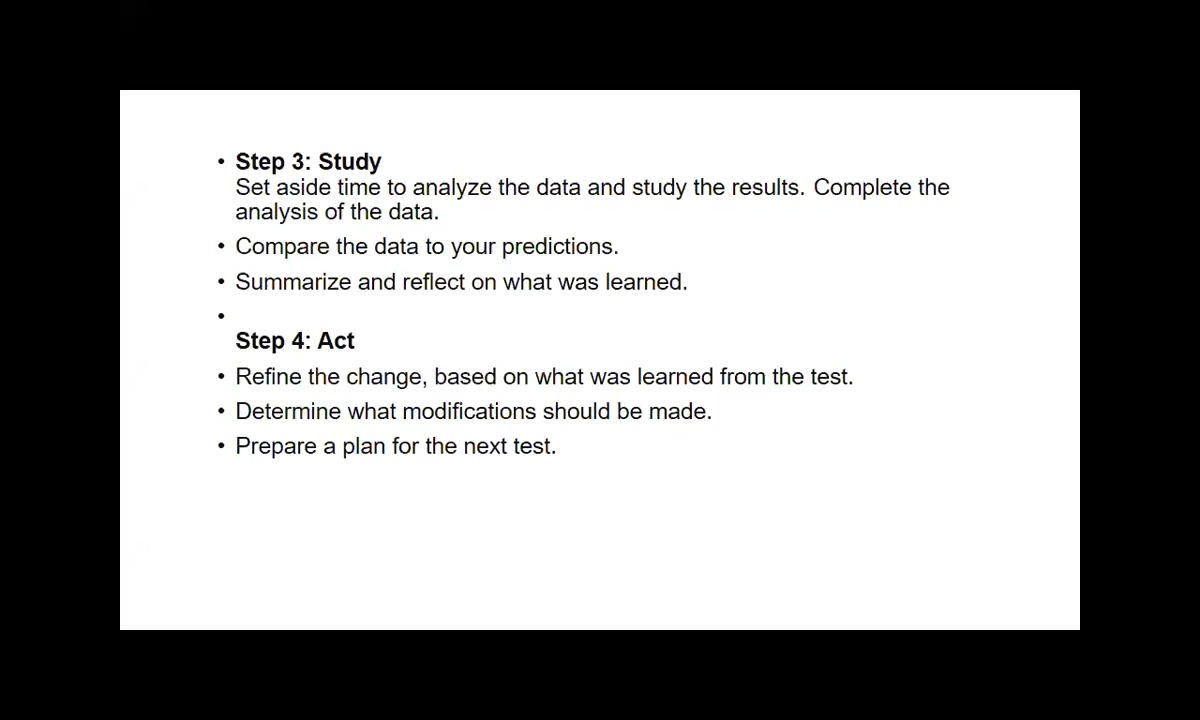 • Step 3: Study
Set aside time to analyze the data and study the results. Complete the
analysis of the data.
• Compare the data to your predictions.
• Summarize and reflect on what was learned.
•
Step 4: Act
• Refine the change, based on what was learned from the test.
• Determine what modifications should be made.
• Prepare a plan for the next test.